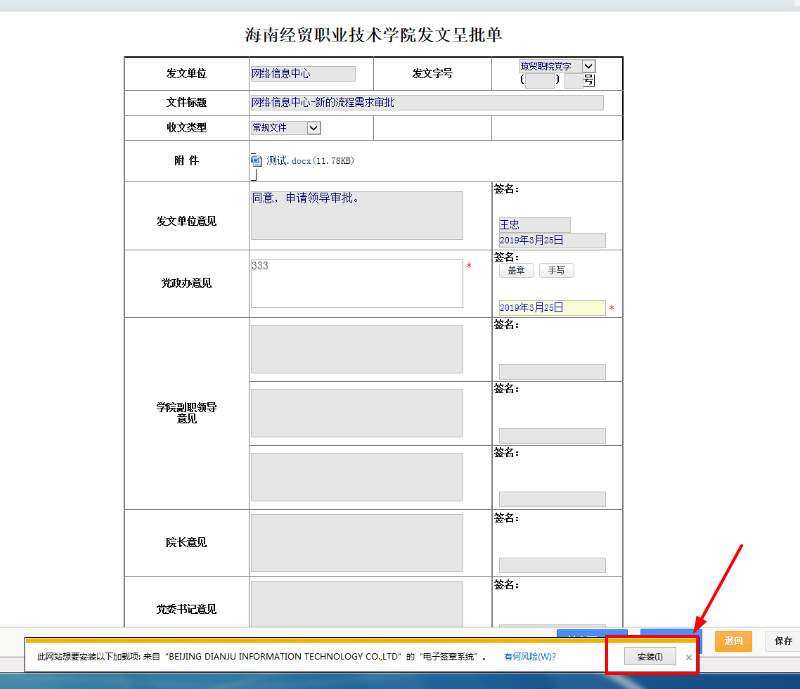 海南经贸职业技术学院发文呈批单
发文单位 网络信息中心 发文字号 琼贸职院党字
( ) 号
文件标题 网络信息中心-新的流程需求审批
收文类型 常规文件
附 件 测试.docx(11.78KB)
发文单位意见 同意，申请领导审批。 签名：
王忠
2019年3月25日
党政办意见 333 * 签名：
盖章 手写
2019年3月25日 *
学院副职领导
意见
签名：
签名：
签名：
院长意见 签名：
党委书记意见 签名：
退回 保存
此网站想要安装以下加载项: 来自 "BEIJING DIANJU INFORMATION TECHNOLOGY CO.,LTD" 的 "电子签章系统"。 有何风险(W)? 安装(I) ×